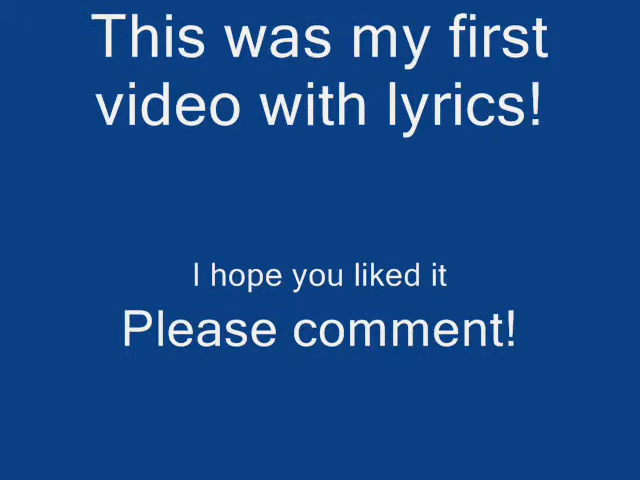 This was my first
video with lyrics!
I hope you liked it
Please comment!